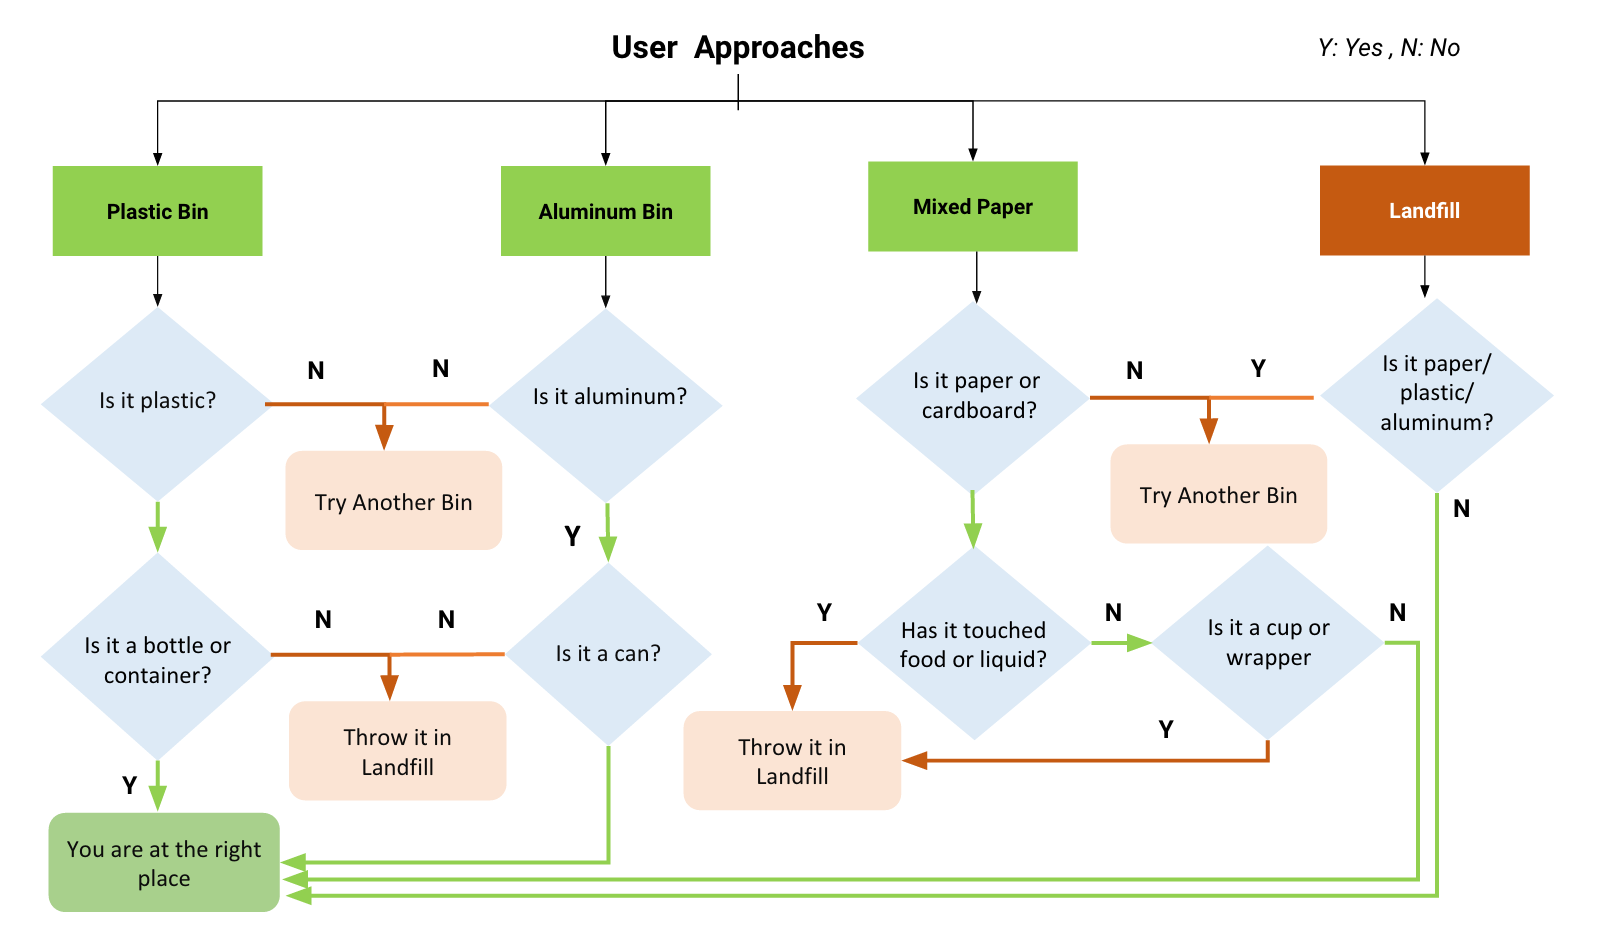 User Approaches
Y: Yes , N: No
Plastic Bin
Aluminum Bin
Mixed Paper
Landfill
Is it plastic?
N
N
Is it aluminum?
Is it paper or
cardboard?
N
Y
Is it paper/
plastic/
aluminum?
Try Another Bin
Try Another Bin
N
Y
Is it a bottle or
container?
N
N
Is it a can?
Y
Has it touched
food or liquid?
N
Is it a cup or
wrapper
N
Throw it in
Landfill
Throw it in
Landfill
Y
Y
You are at the right
place